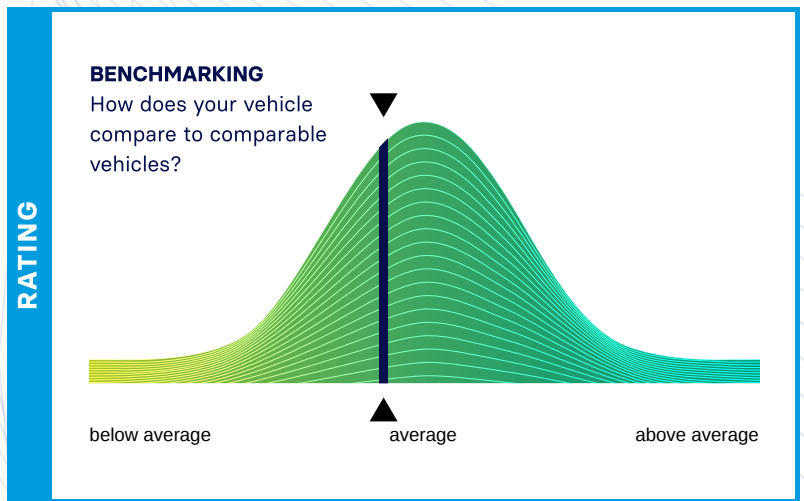 RATING
BENCHMARKING
How does your vehicle
compare to comparable
vehicles?
below average
average
above average